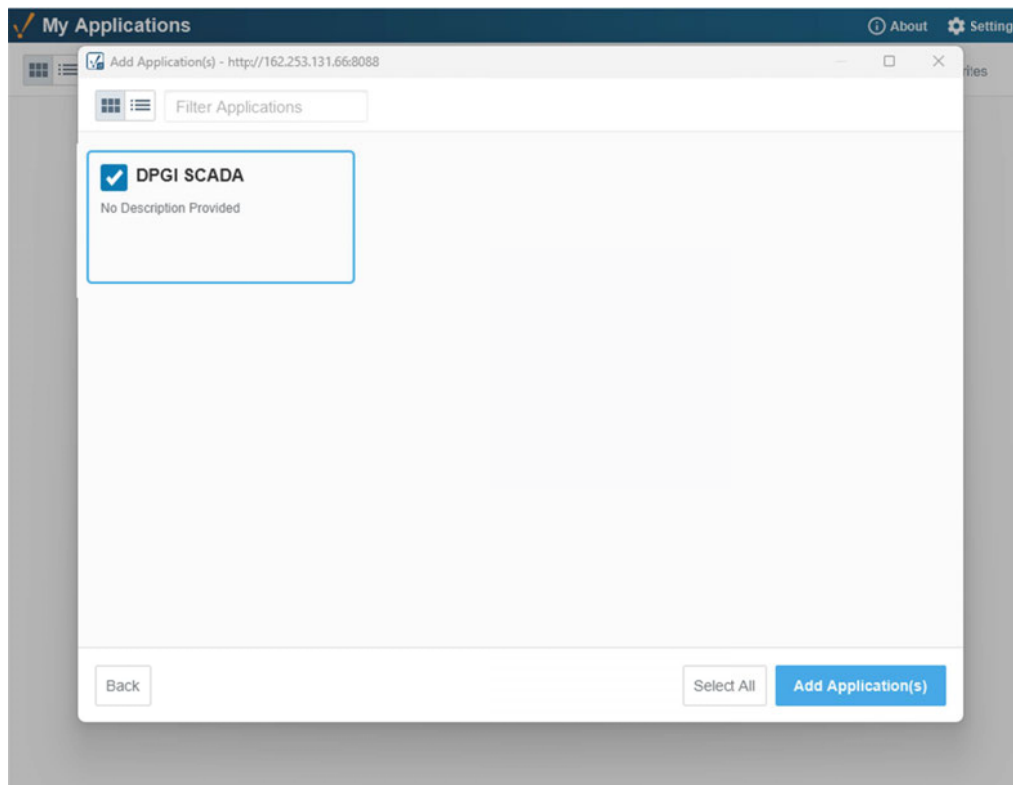 My Applications
About
Setting
Add Application(s) - http://162.253.131.66:8088
rites
Filter Applications
DPGI SCADA
No Description Provided
Back
Select All
Add Application(s)